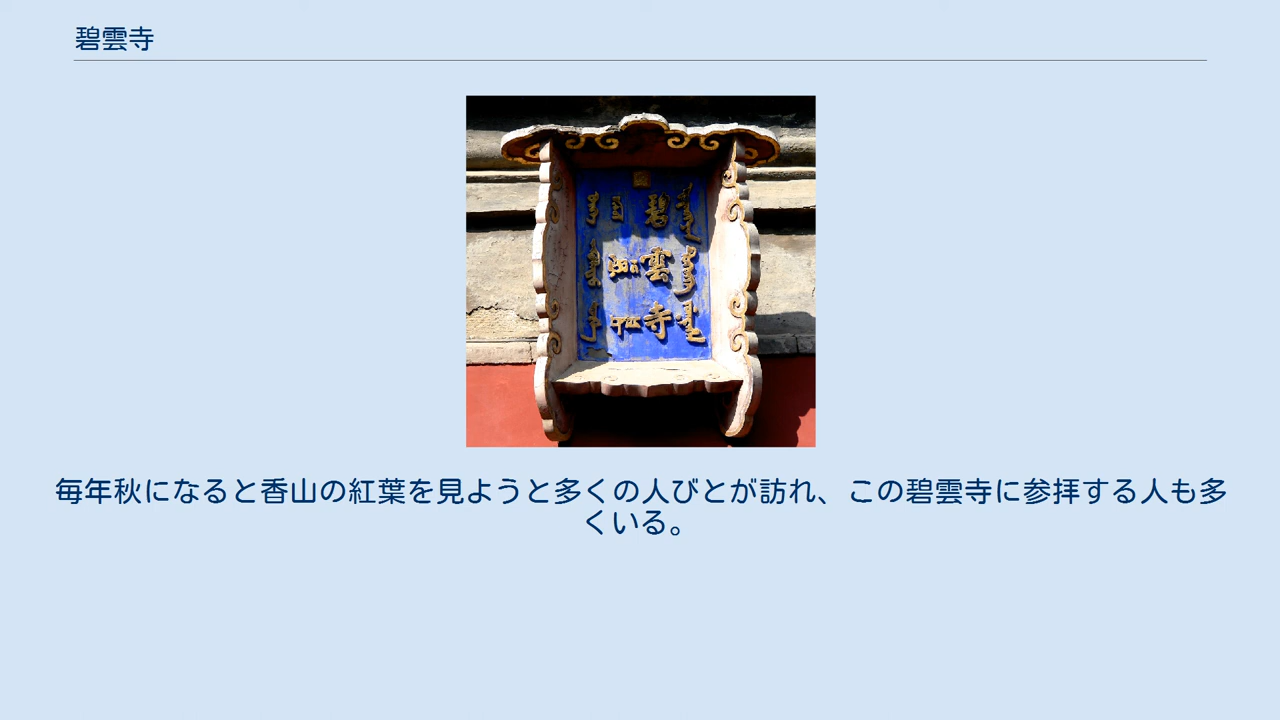 碧雲寺
碧雲寺
毎年秋になると香山の紅葉を見ようと多くの人びとが訪れ、この碧雲寺に参拝する人も多
くいる。